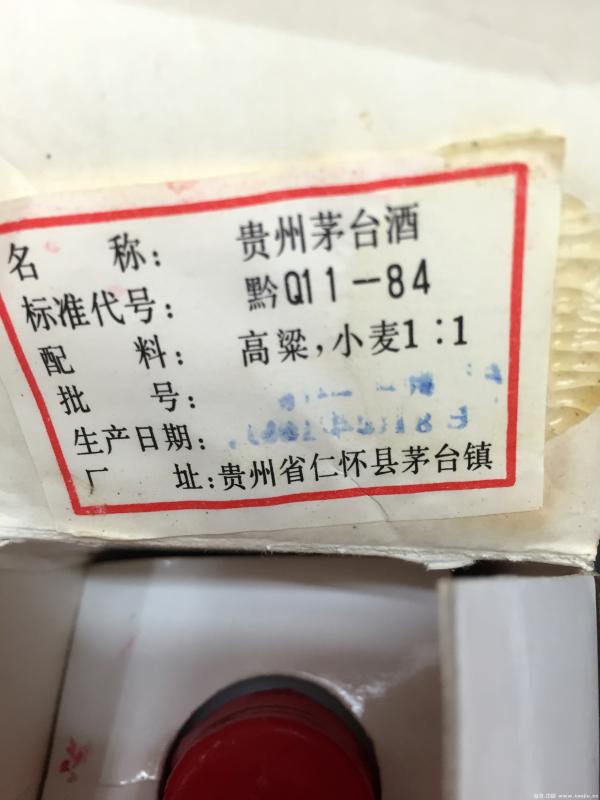 名 称: 贵州茅台酒
标准代号: 黔Q11-84
配 料: 高粱,小麦1:1
批 号:
生产日期:
厂 址: 贵州省仁怀县茅台镇